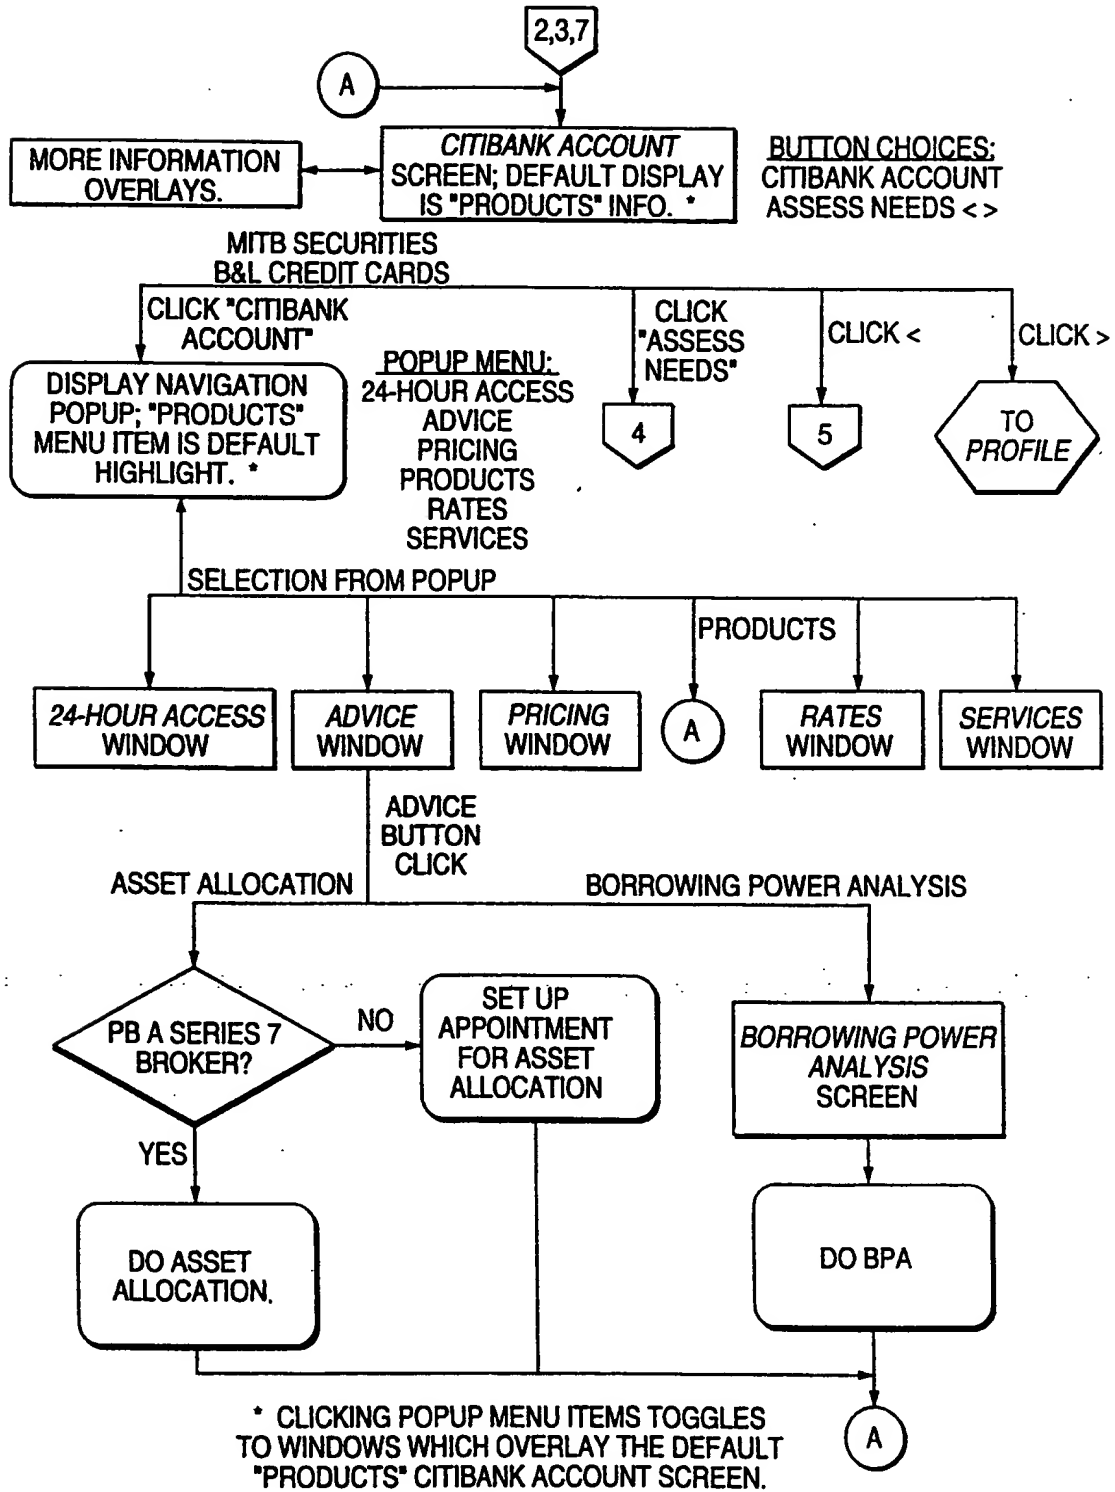 2,3,7
A
MORE INFORMATION
OVERLAYS.
CITIBANK ACCOUNT
SCREEN; DEFAULT DISPLAY
IS "PRODUCTS" INFO. *
BUTTON CHOICES:
CITIBANK ACCOUNT
ASSESS NEEDS < >
MITB SECURITIES
B&L CREDIT CARDS
CLICK "CITIBANK
ACCOUNT"
CLICK
"ASSESS
NEEDS"
CLICK <
CLICK >
DISPLAY NAVIGATION
POPUP; "PRODUCTS"
MENU ITEM IS DEFAULT
HIGHLIGHT. *
POPUP MENU:
24-HOUR ACCESS
ADVICE
PRICING
PRODUCTS
RATES
SERVICES
4
5
TO
PROFILE
SELECTION FROM POPUP
PRODUCTS
24-HOUR ACCESS
WINDOW
ADVICE
WINDOW
PRICING
WINDOW
A
RATES
WINDOW
SERVICES
WINDOW
ADVICE
BUTTON
CLICK
ASSET ALLOCATION
BORROWING POWER ANALYSIS
PB A SERIES 7
BROKER?
NO
SET UP
APPOINTMENT
FOR ASSET
ALLOCATION
BORROWING POWER
ANALYSIS
SCREEN
YES
DO ASSET
ALLOCATION.
DO BPA
* CLICKING POPUP MENU ITEMS TOGGLES
TO WINDOWS WHICH OVERLAY THE DEFAULT
"PRODUCTS" CITIBANK ACCOUNT SCREEN.
A